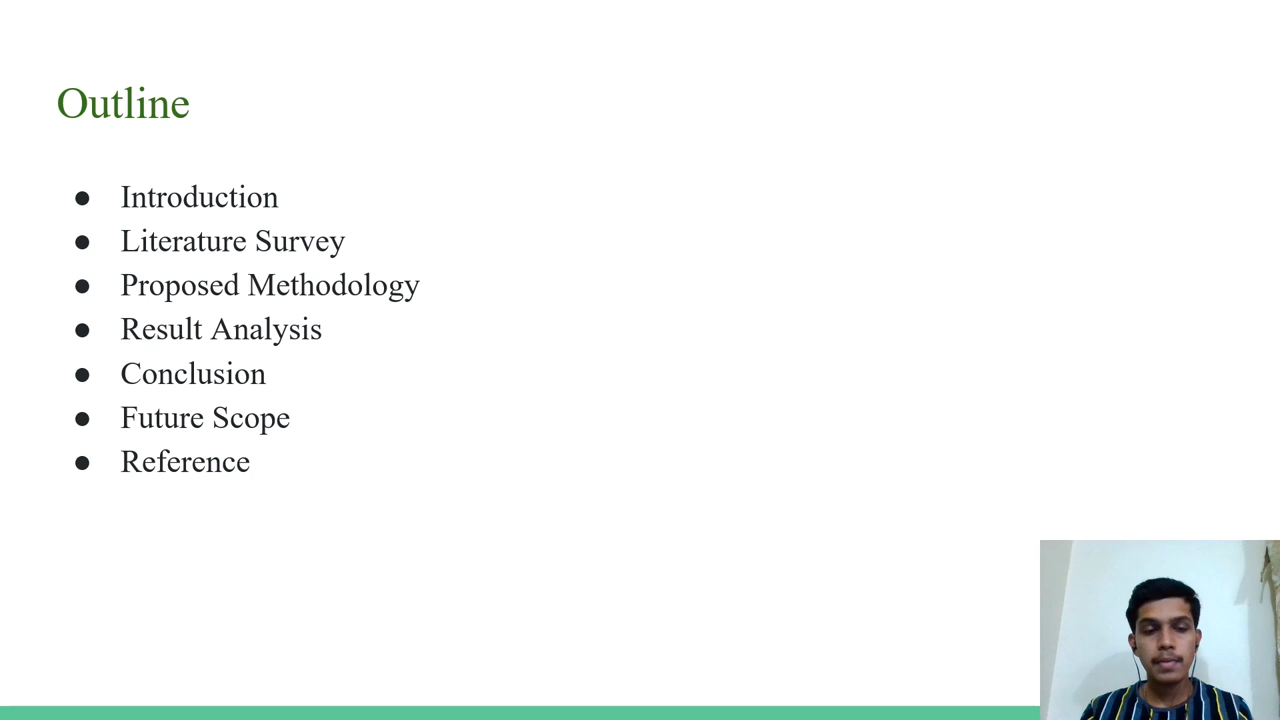 Outline
● Introduction
● Literature Survey
● Proposed Methodology
● Result Analysis
● Conclusion
● Future Scope
● Reference